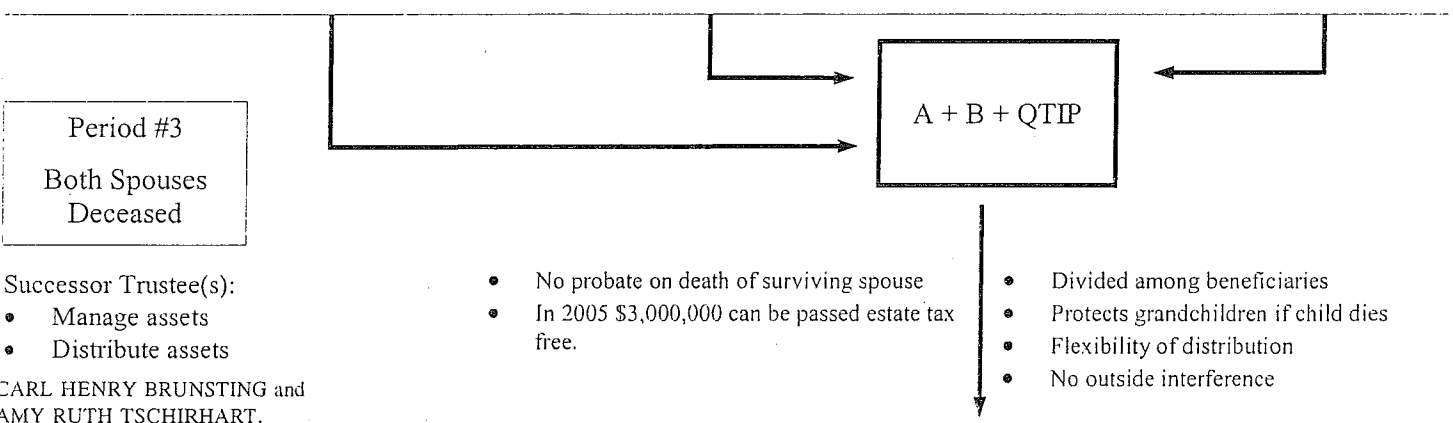 A + B + QTIP
Period #3
Both Spouses
Deceased
Successor Trustee(s):
• Manage assets
• Distribute assets
CARL HENRY BRUNSTING and
AMY RUTH TSCHIRHART.
• No probate on death of surviving spouse
• In 2005 $3,000,000 can be passed estate tax
free.
• Divided among beneficiaries
• Protects grandchildren if child dies
• Flexibility of distribution
• No outside interference